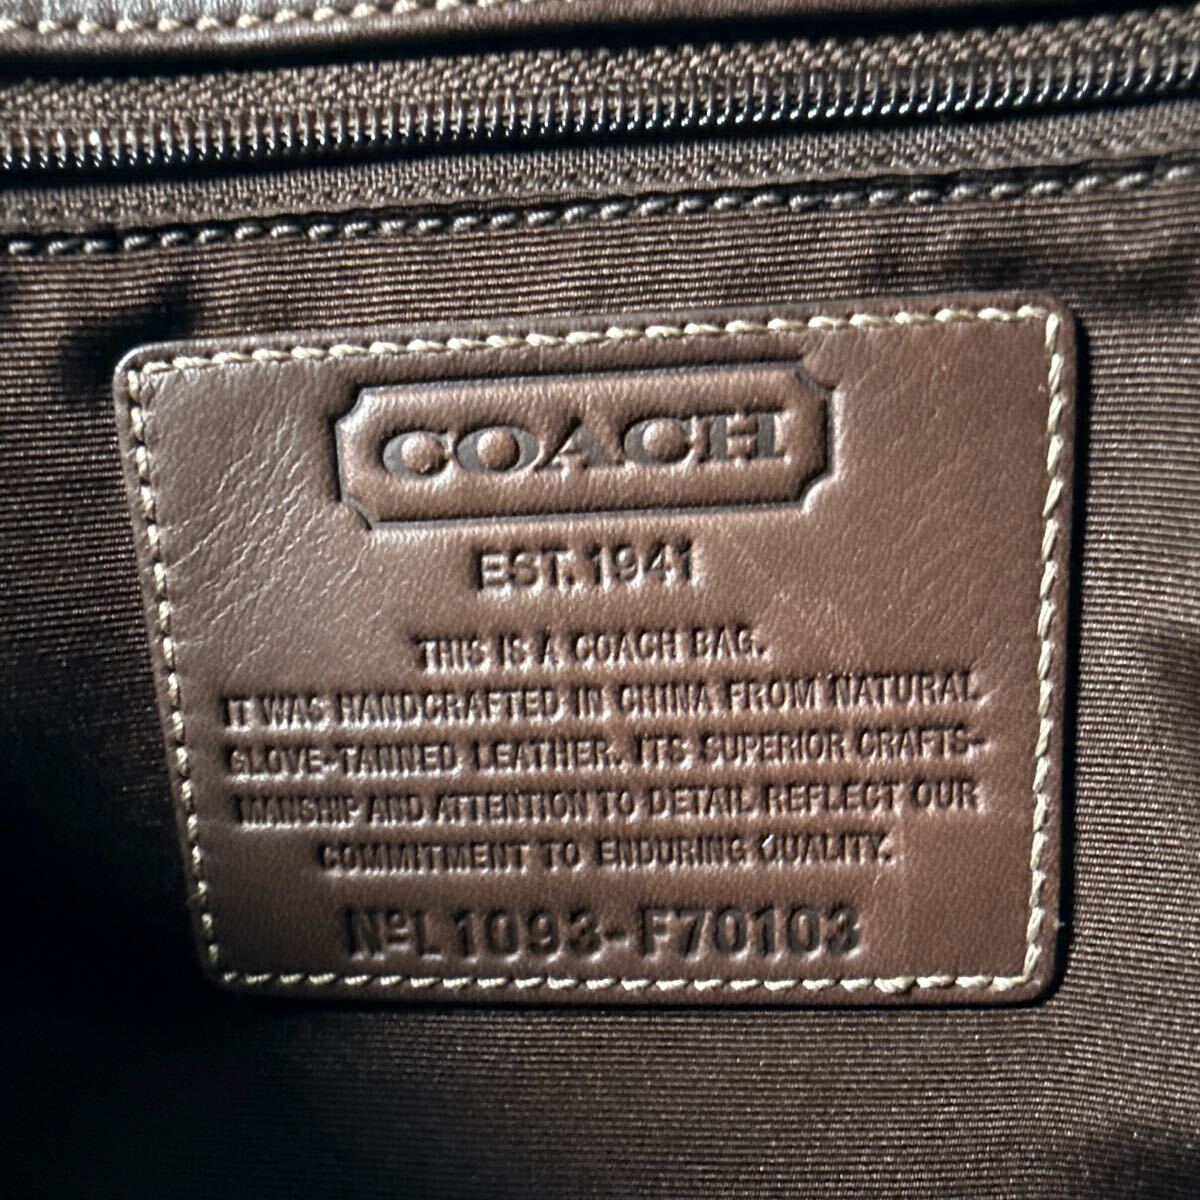 COACH
EST. 1941
THIS IS A COACH BAG.
IT WAS HANDCRAFTED IN CHINA FROM NATURAL
GLOVE-TANNED LEATHER. ITS SUPERIOR CRAFTS-
MANSHIP AND ATTENTION TO DETAIL REFLECT OUR
COMMITMENT TO ENDURING QUALITY.
Nº L1093-F70103